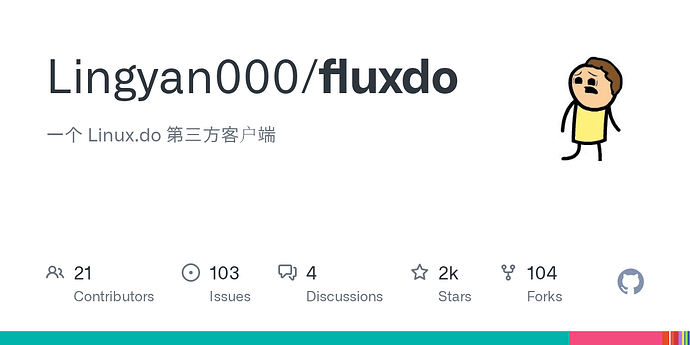 Lingyan000/fluxdo
一个 Linux.do 第三方客户端
21 103 4 2k 104
Contributors Issues Discussions Stars Forks